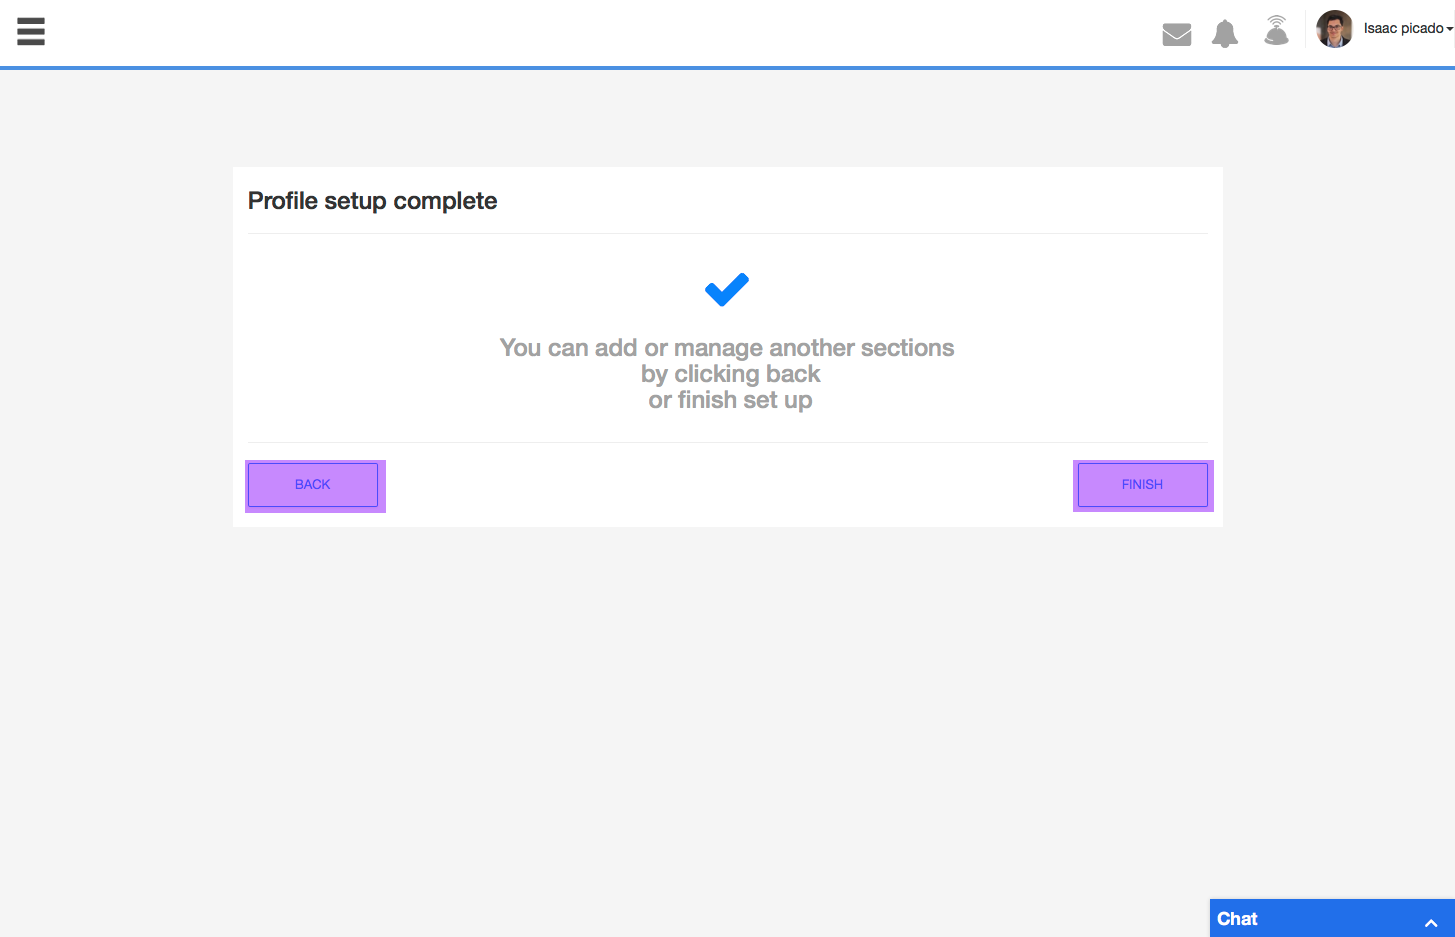 Isaac picado
Profile setup complete
You can add or manage another sections
by clicking back
or finish set up
BACK
FINISH
Chat